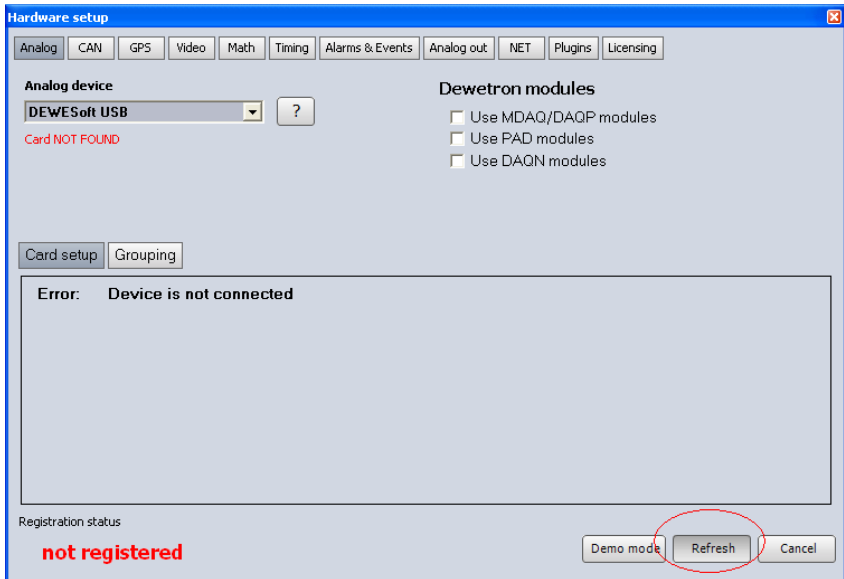 Hardware setup
Analog CAN GPS Video Math Timing Alarms & Events Analog out NET Plugins Licensing
Analog device
DEWESoft USB
?
Card NOT FOUND
Dewetron modules
Use MDAQ/DAQP modules
Use PAD modules
Use DAQN modules
Card setup Grouping
Error: Device is not connected
Registration status
not registered
Demo mode Refresh Cancel